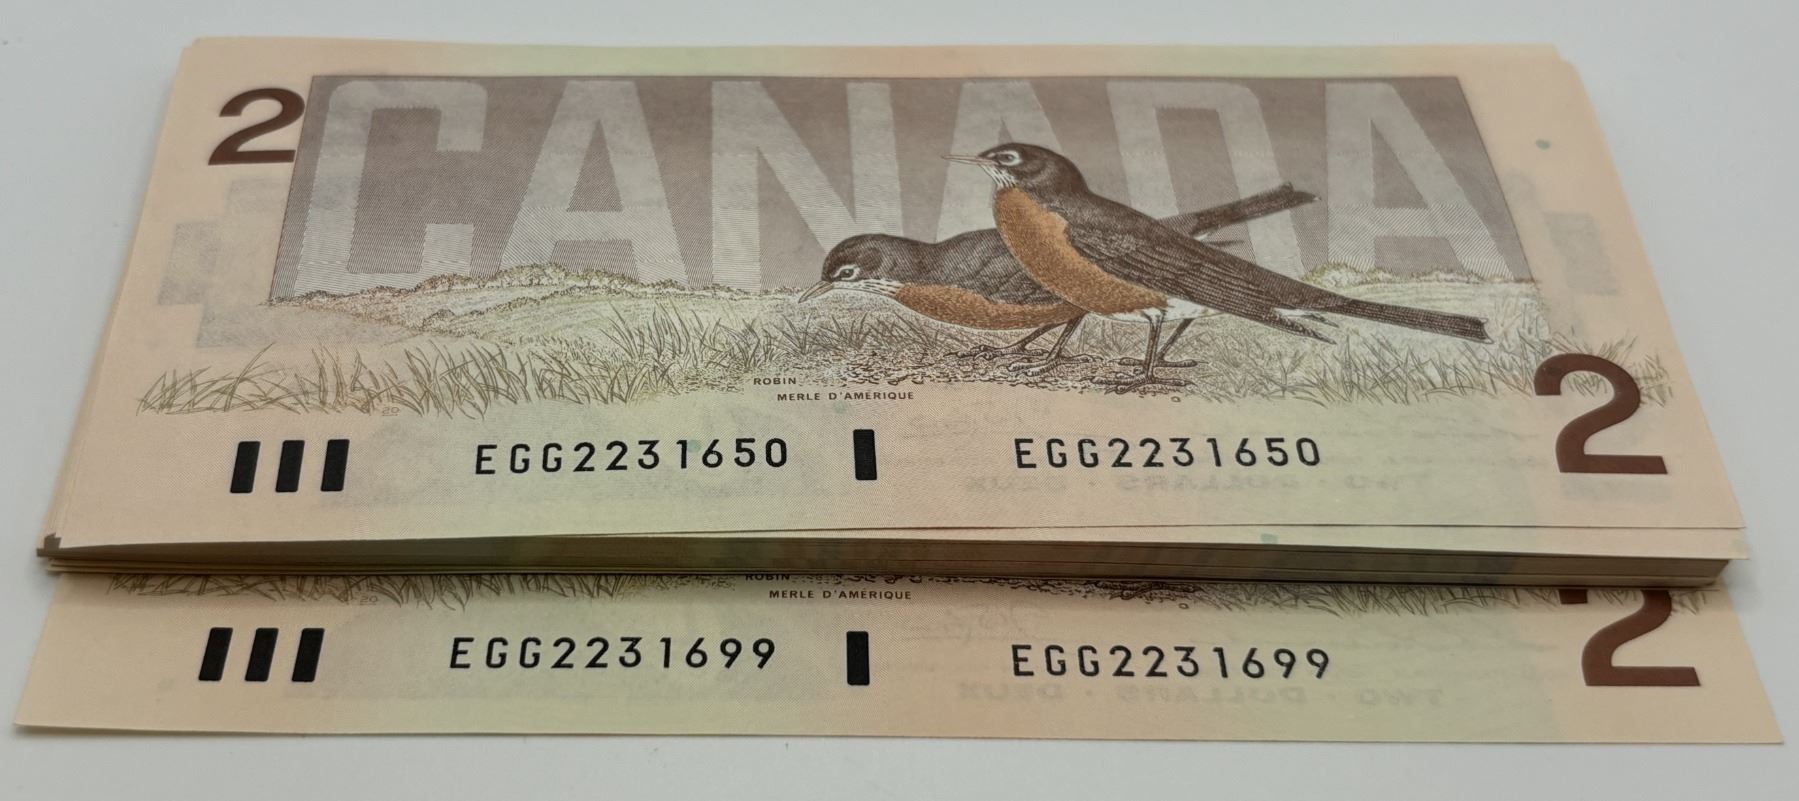 2 CANADA
ROBIN
MERLE D'AMÉRIQUE
2
EGG2231650 EGG2231650
ROBIN
MERLE D'AMÉRIQUE
2
EGG2231699 EGG2231699